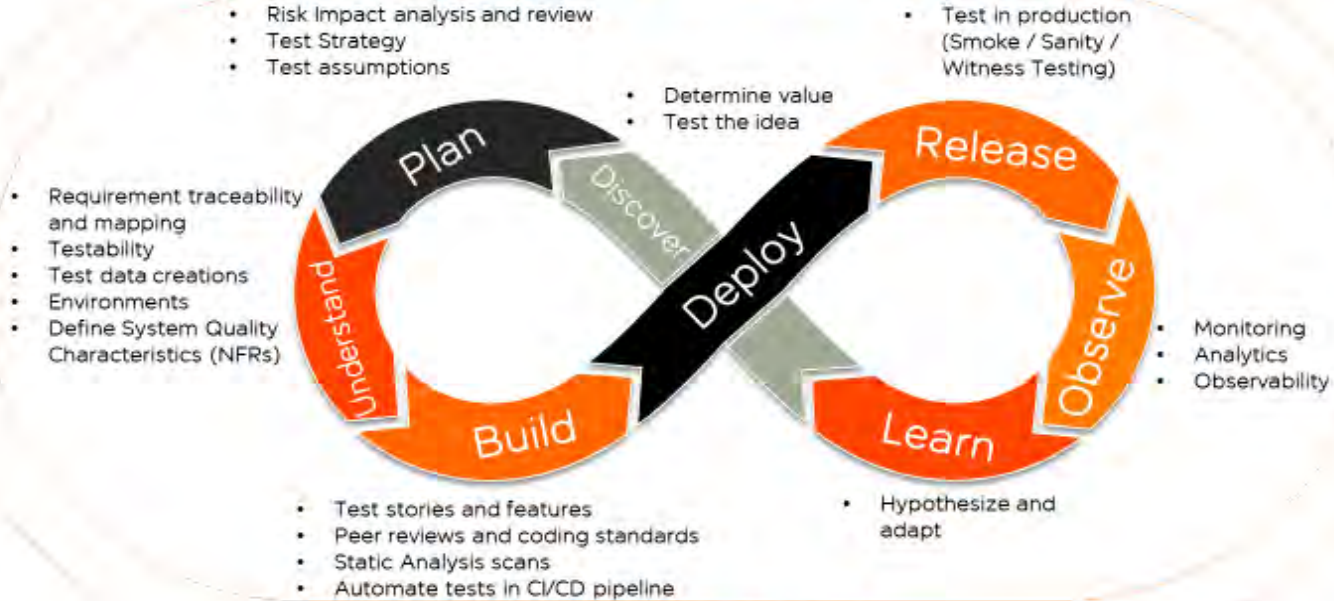 • Risk Impact analysis and review
• Test Strategy
• Test assumptions
• Test in production
(Smoke / Sanity /
Witness Testing)
• Determine value
• Test the idea
Plan
Discover
Deploy
Release
• Requirement traceability
and mapping
• Testability
• Test data creations
• Environments
• Define System Quality
Characteristics (NFRs)
Understand
Observe
• Monitoring
• Analytics
• Observability
Build
Learn
• Test stories and features
• Peer reviews and coding standards
• Static Analysis scans
• Automate tests in CI/CD pipeline
• Hypothesize and
adapt